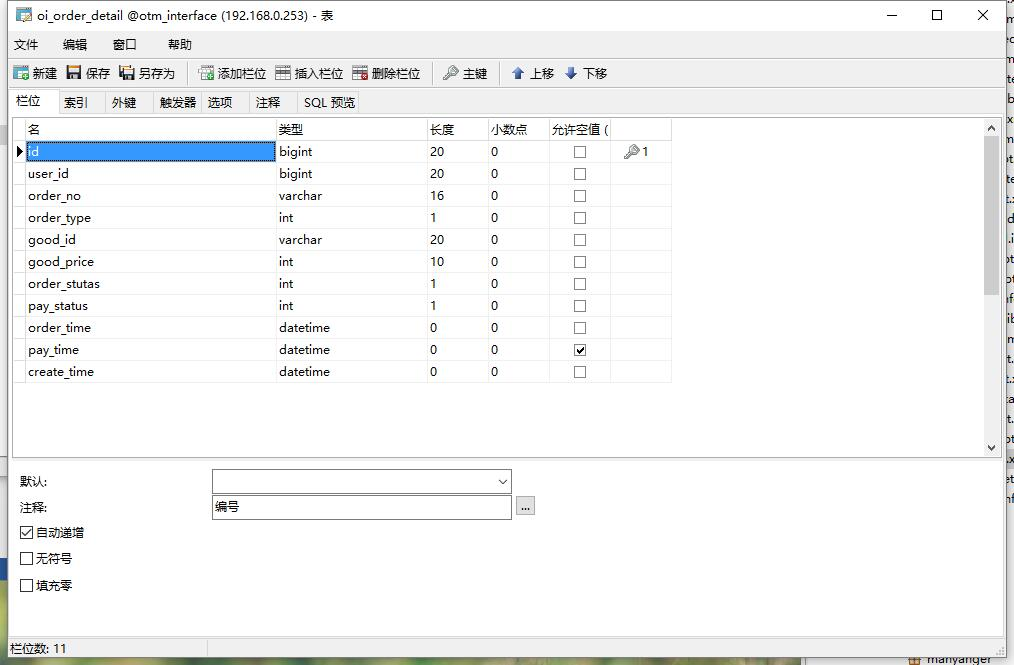 oi_order_detail @otm_interface (192.168.0.253) - 表
文件 编辑 窗口 帮助
新建 保存 另存为 添加栏位 插入栏位 删除栏位 主键 上移 下移
栏位 索引 外键 触发器 选项 注释 SQL 预览
名 类型 长度 小数点 允许空值 (
id bigint 20 0 1
user_id bigint 20 0
order_no varchar 16 0
order_type int 1 0
good_id varchar 20 0
good_price int 10 0
order_stutas int 1 0
pay_status int 1 0
order_time datetime 0 0
pay_time datetime 0 0
create_time datetime 0 0
默认:
注释: 编号 ...
自动递增
无符号
填充零
栏位数: 11
manyanger